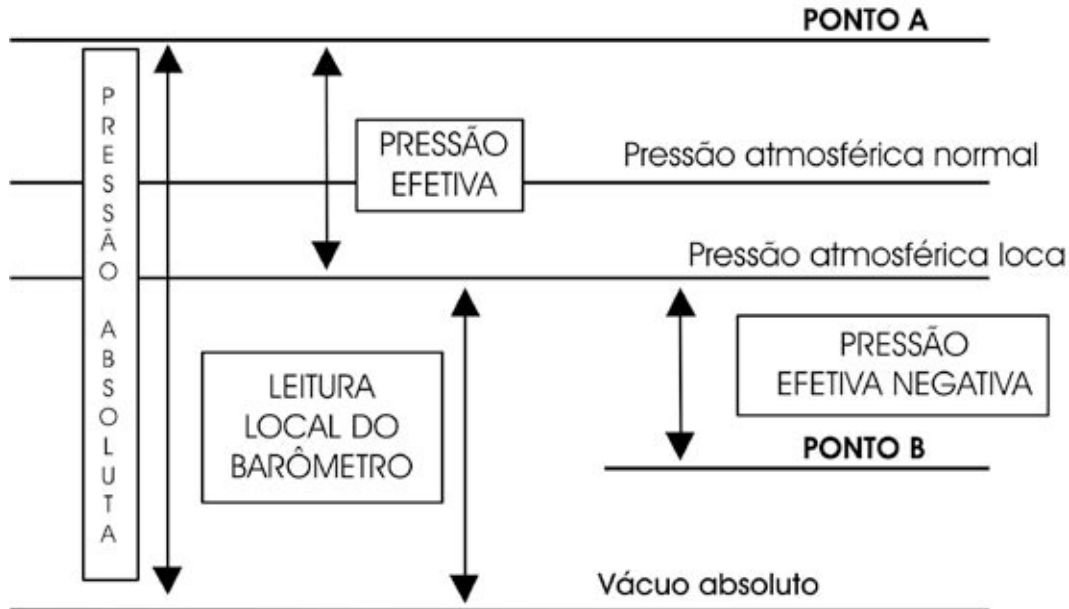 PONTO A
PRESSÃO ABSOLUTA
PRESSÃO
EFETIVA
Pressão atmosférica normal
Pressão atmosférica loca
PRESSÃO
EFETIVA NEGATIVA
LEITURA
LOCAL DO
BARÔMETRO
PONTO B
Vácuo absoluto